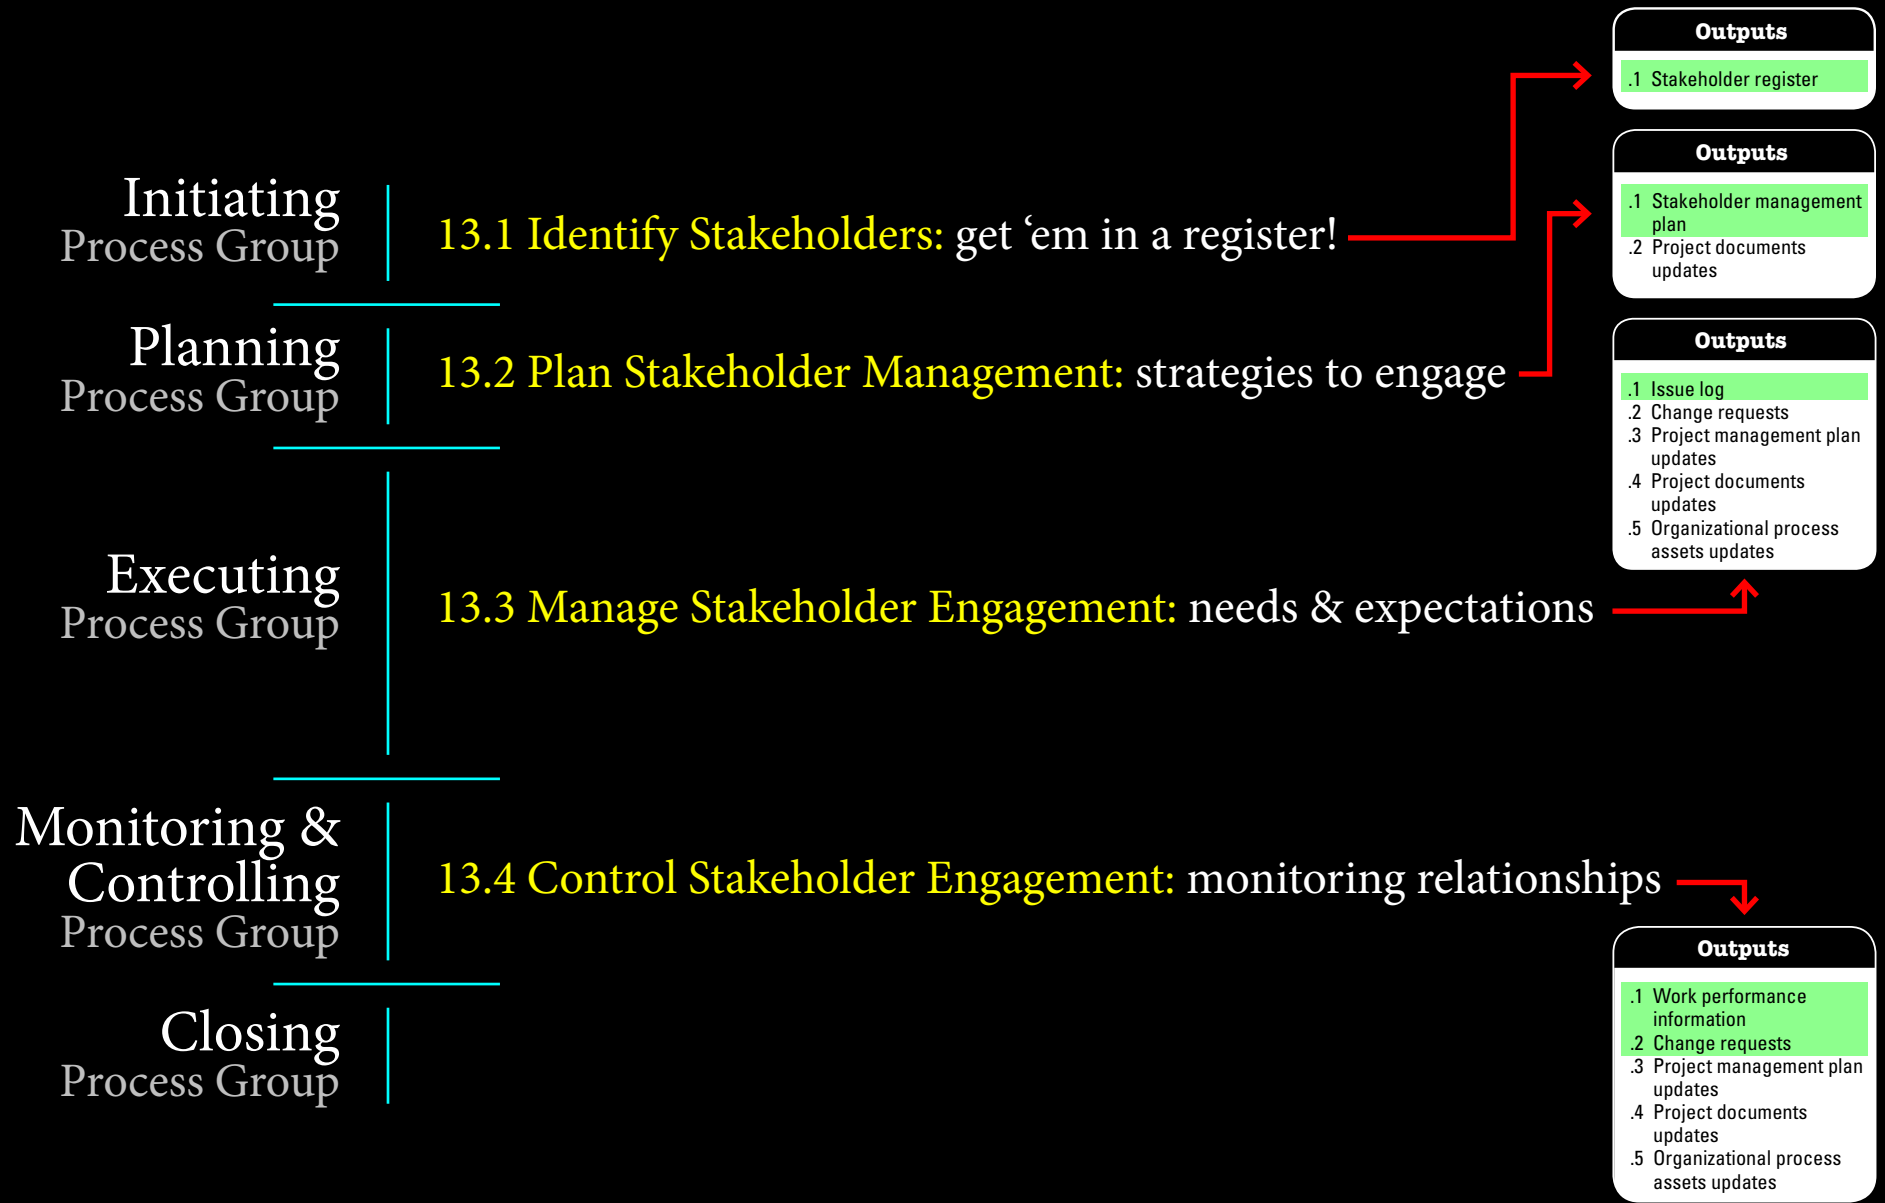 Initiating
Process Group
13.1 Identify Stakeholders: get ‘em in a register!
Outputs
.1 Stakeholder register
Planning
Process Group
13.2 Plan Stakeholder Management: strategies to engage
Outputs
.1 Stakeholder management
plan
.2 Project documents
updates
Executing
Process Group
13.3 Manage Stakeholder Engagement: needs & expectations
Outputs
.1 Issue log
.2 Change requests
.3 Project management plan
updates
.4 Project documents
updates
.5 Organizational process
assets updates
Monitoring &
Controlling
Process Group
13.4 Control Stakeholder Engagement: monitoring relationships
Outputs
.1 Work performance
information
.2 Change requests
.3 Project management plan
updates
.4 Project documents
updates
.5 Organizational process
assets updates
Closing
Process Group